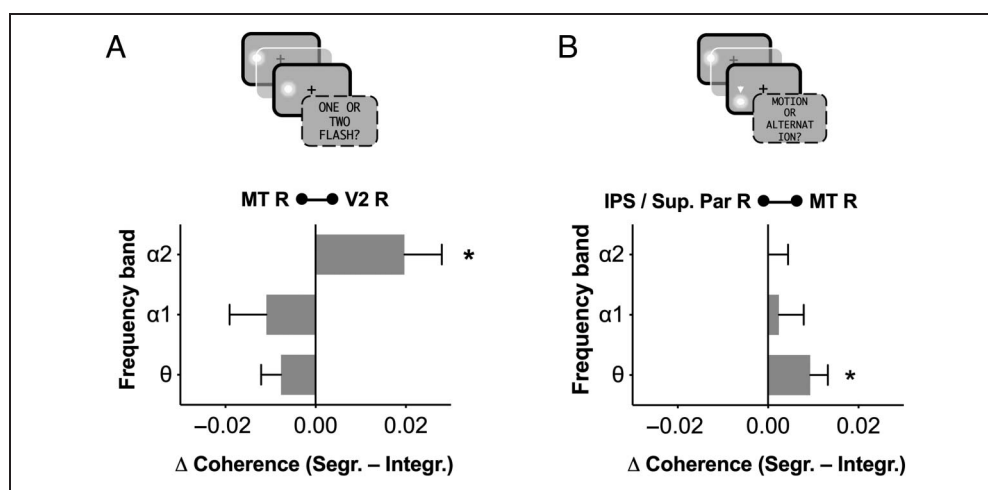 A
ONE OR
TWO
FLASH?
MT R V2 R
Frequency band
α2
*
α1
θ
−0.02 0.00 0.02
Δ Coherence (Segr. – Integr.)
B
MOTION
OR
ALTERNAT
ION?
IPS / Sup. Par R MT R
Frequency band
α2
α1
θ
*
−0.02 0.00 0.02
Δ Coherence (Segr. – Integr.)